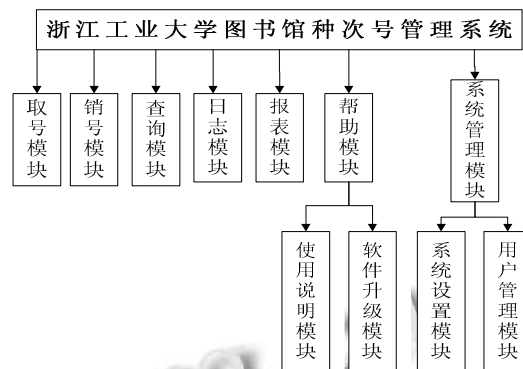 浙江工业大学图书馆种次号管理系统
取号模块
销号模块
查询模块
日志模块
报表模块
帮助模块
系统管理模块
使用说明模块
软件升级模块
系统设置模块
用户管理模块